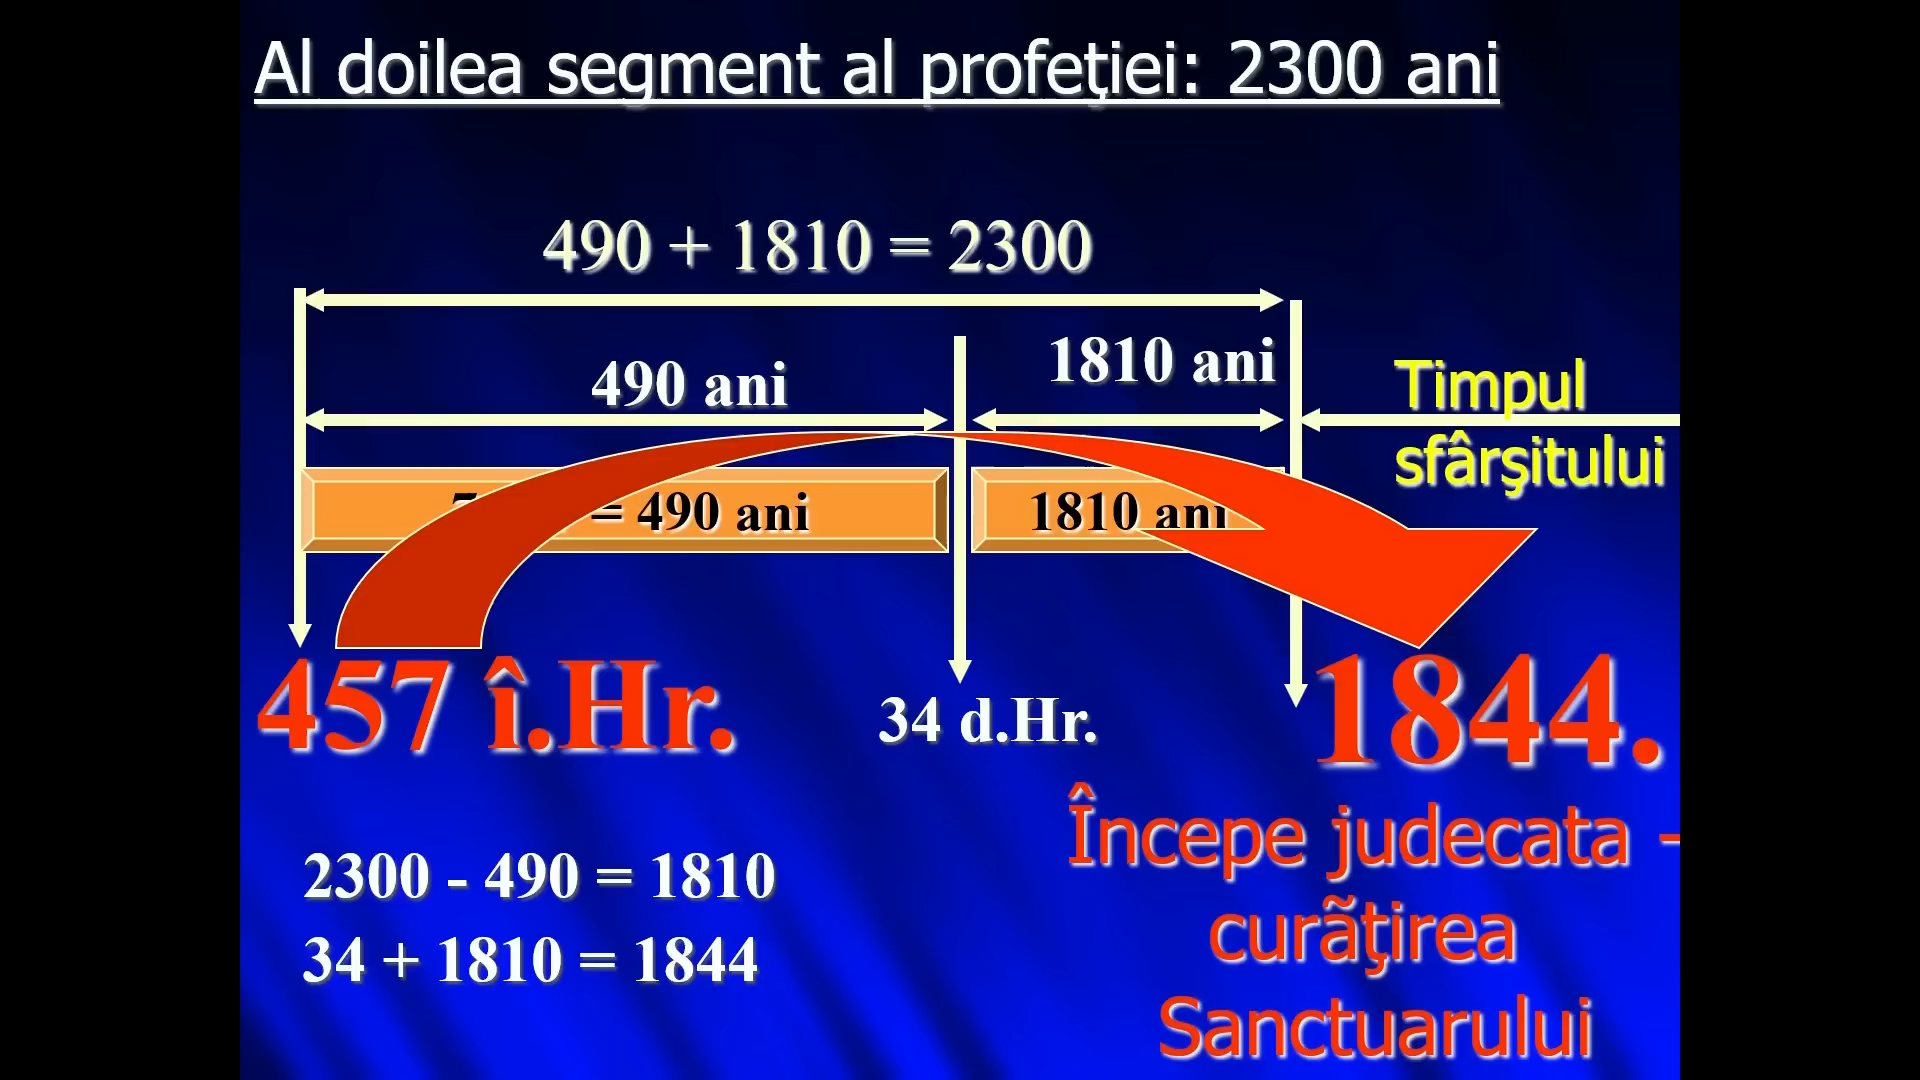 Al doilea segment al profeţiei: 2300 ani
490 + 1810 = 2300
490 ani
1810 ani
Timpul
sfârşitului
= 490 ani
1810 ani
457 î.Hr.
34 d.Hr.
1844.
Începe judecata -
curãţirea
Sanctuarului
2300 - 490 = 1810
34 + 1810 = 1844